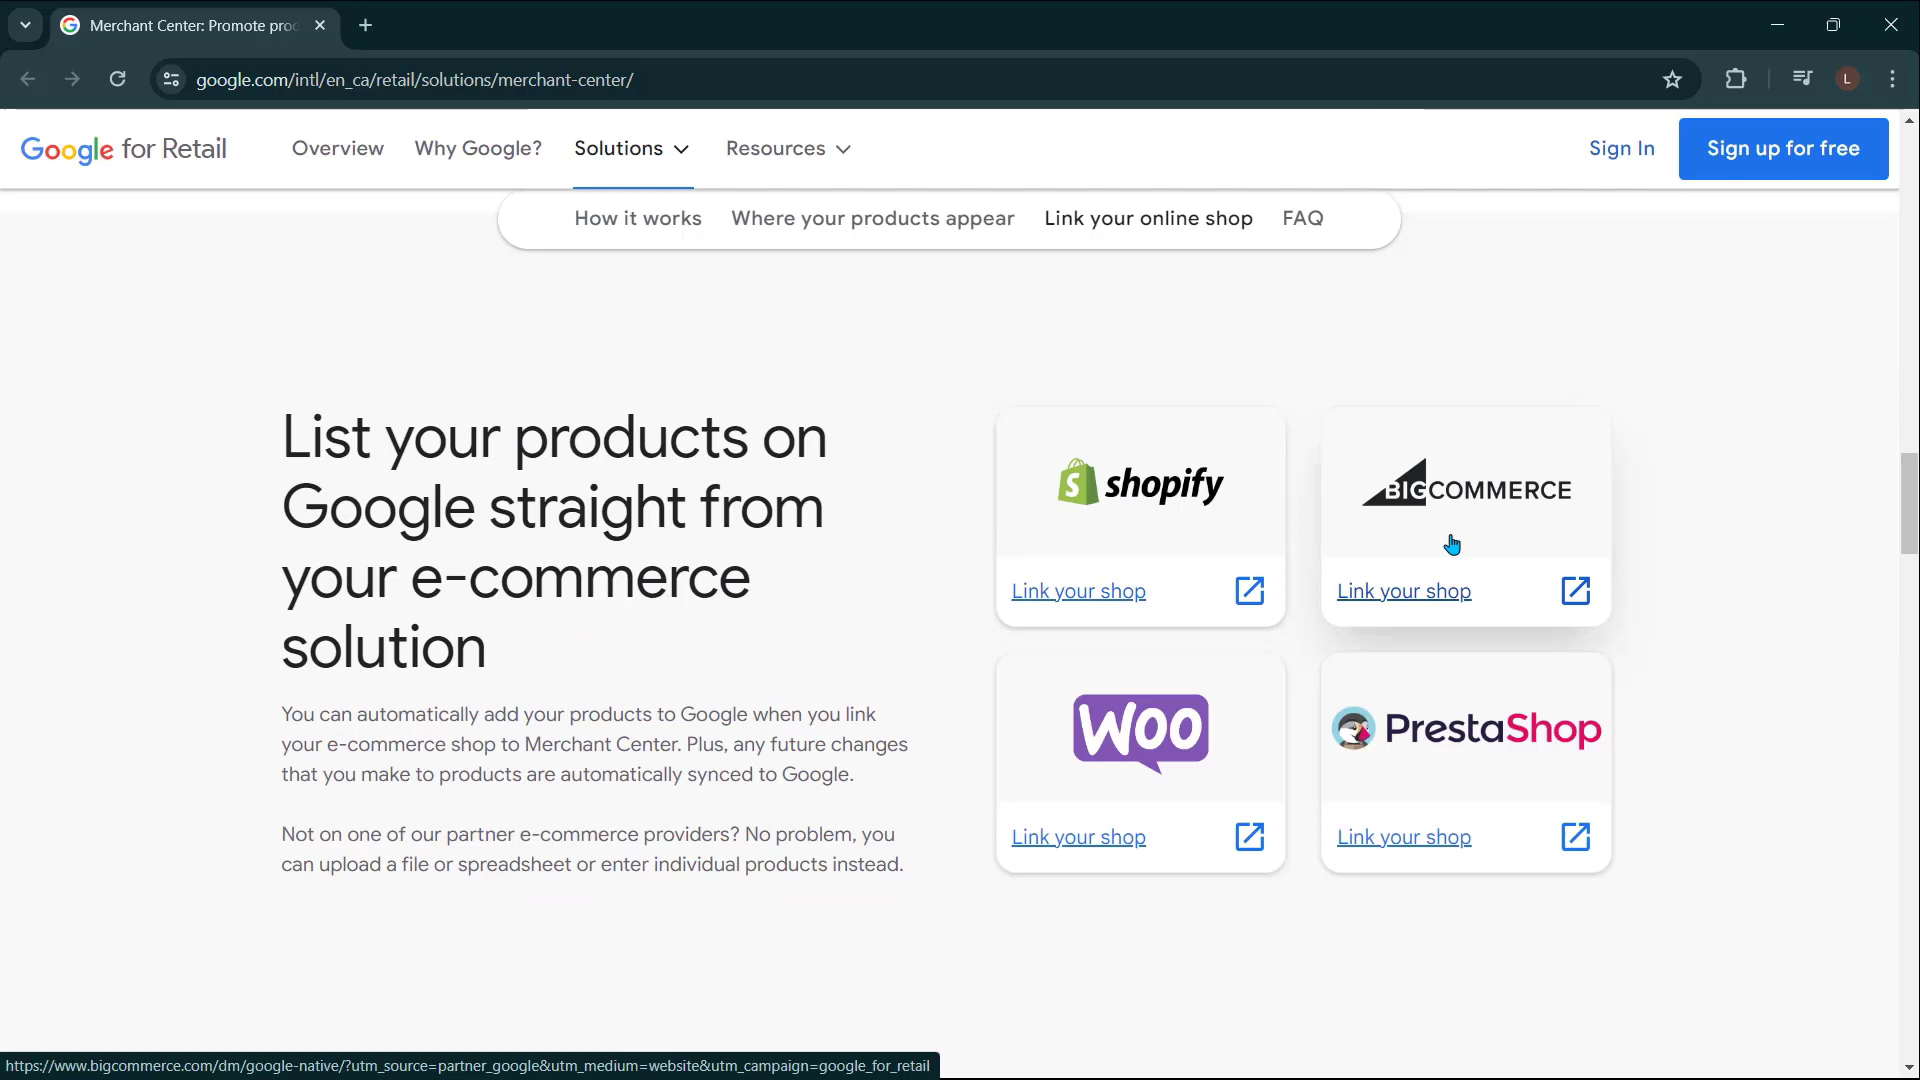 Merchant Center: Promote pro
google.com/intl/en_ca/retail/solutions/merchant-center/
L
Google for Retail
Overview
Why Google?
Solutions
Resources
Sign In
Sign up for free
How it works
Where your products appear
Link your online shop
FAQ
List your products on
Google straight from
your e-commerce
solution
You can automatically add your products to Google when you link
your e-commerce shop to Merchant Center. Plus, any future changes
that you make to products are automatically synced to Google.
Not on one of our partner e-commerce providers? No problem, you
can upload a file or spreadsheet or enter individual products instead.
shopify
Link your shop
BIGCOMMERCE
Link your shop
WOO
Link your shop
PrestaShop
Link your shop
https://www.bigcommerce.com/dm/google-native/?utm_source=partner_google&utm_medium=website&utm_campaign=google_for_retail